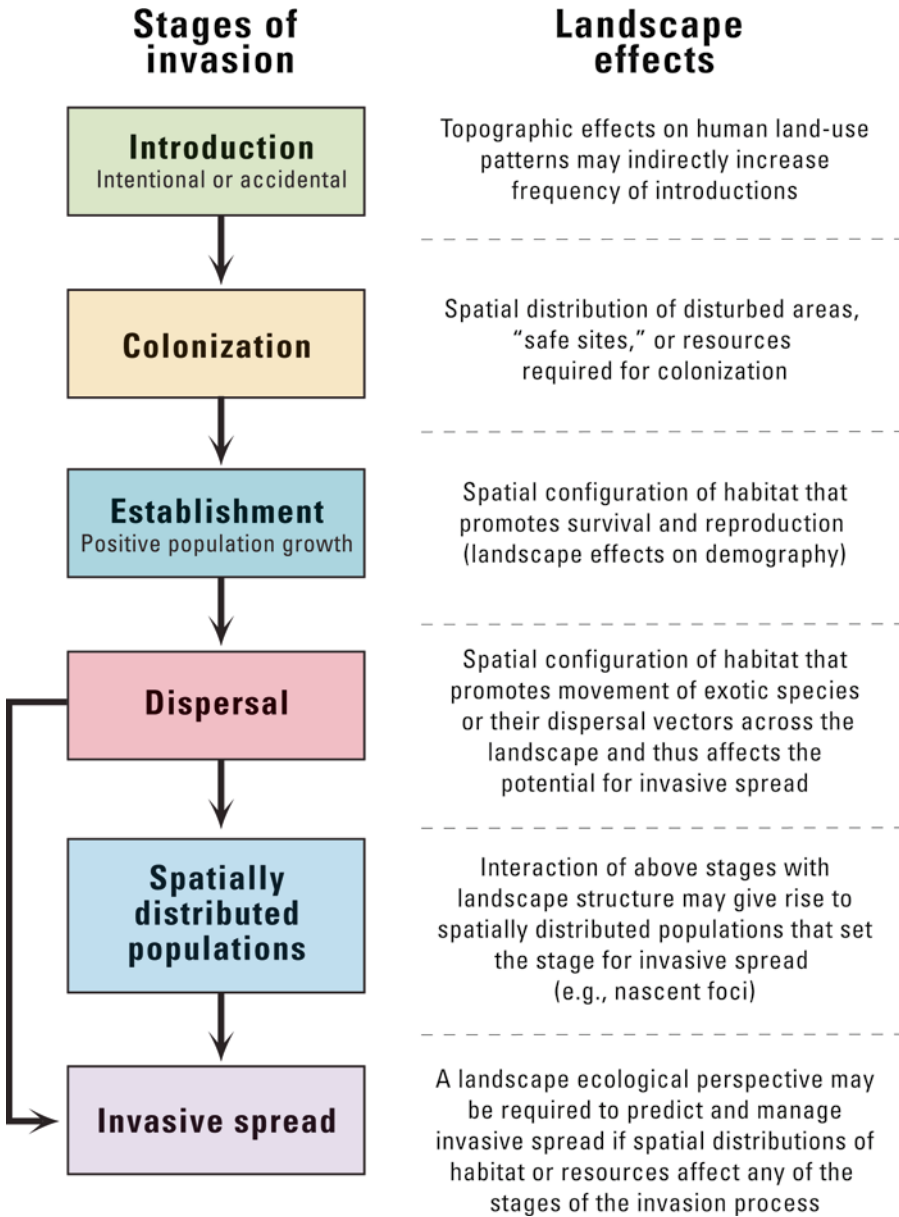 Stages of
invasion
Landscape
effects
Introduction
Intentional or accidental
Topographic effects on human land-use
patterns may indirectly increase
frequency of introductions
Colonization
Spatial distribution of disturbed areas,
“safe sites,” or resources
required for colonization
Establishment
Positive population growth
Spatial configuration of habitat that
promotes survival and reproduction
(landscape effects on demography)
Dispersal
Spatial configuration of habitat that
promotes movement of exotic species
or their dispersal vectors across the
landscape and thus affects the
potential for invasive spread
Spatially
distributed
populations
Interaction of above stages with
landscape structure may give rise to
spatially distributed populations that set
the stage for invasive spread
(e.g., nascent foci)
Invasive spread
A landscape ecological perspective may
be required to predict and manage
invasive spread if spatial distributions of
habitat or resources affect any of the
stages of the invasion process